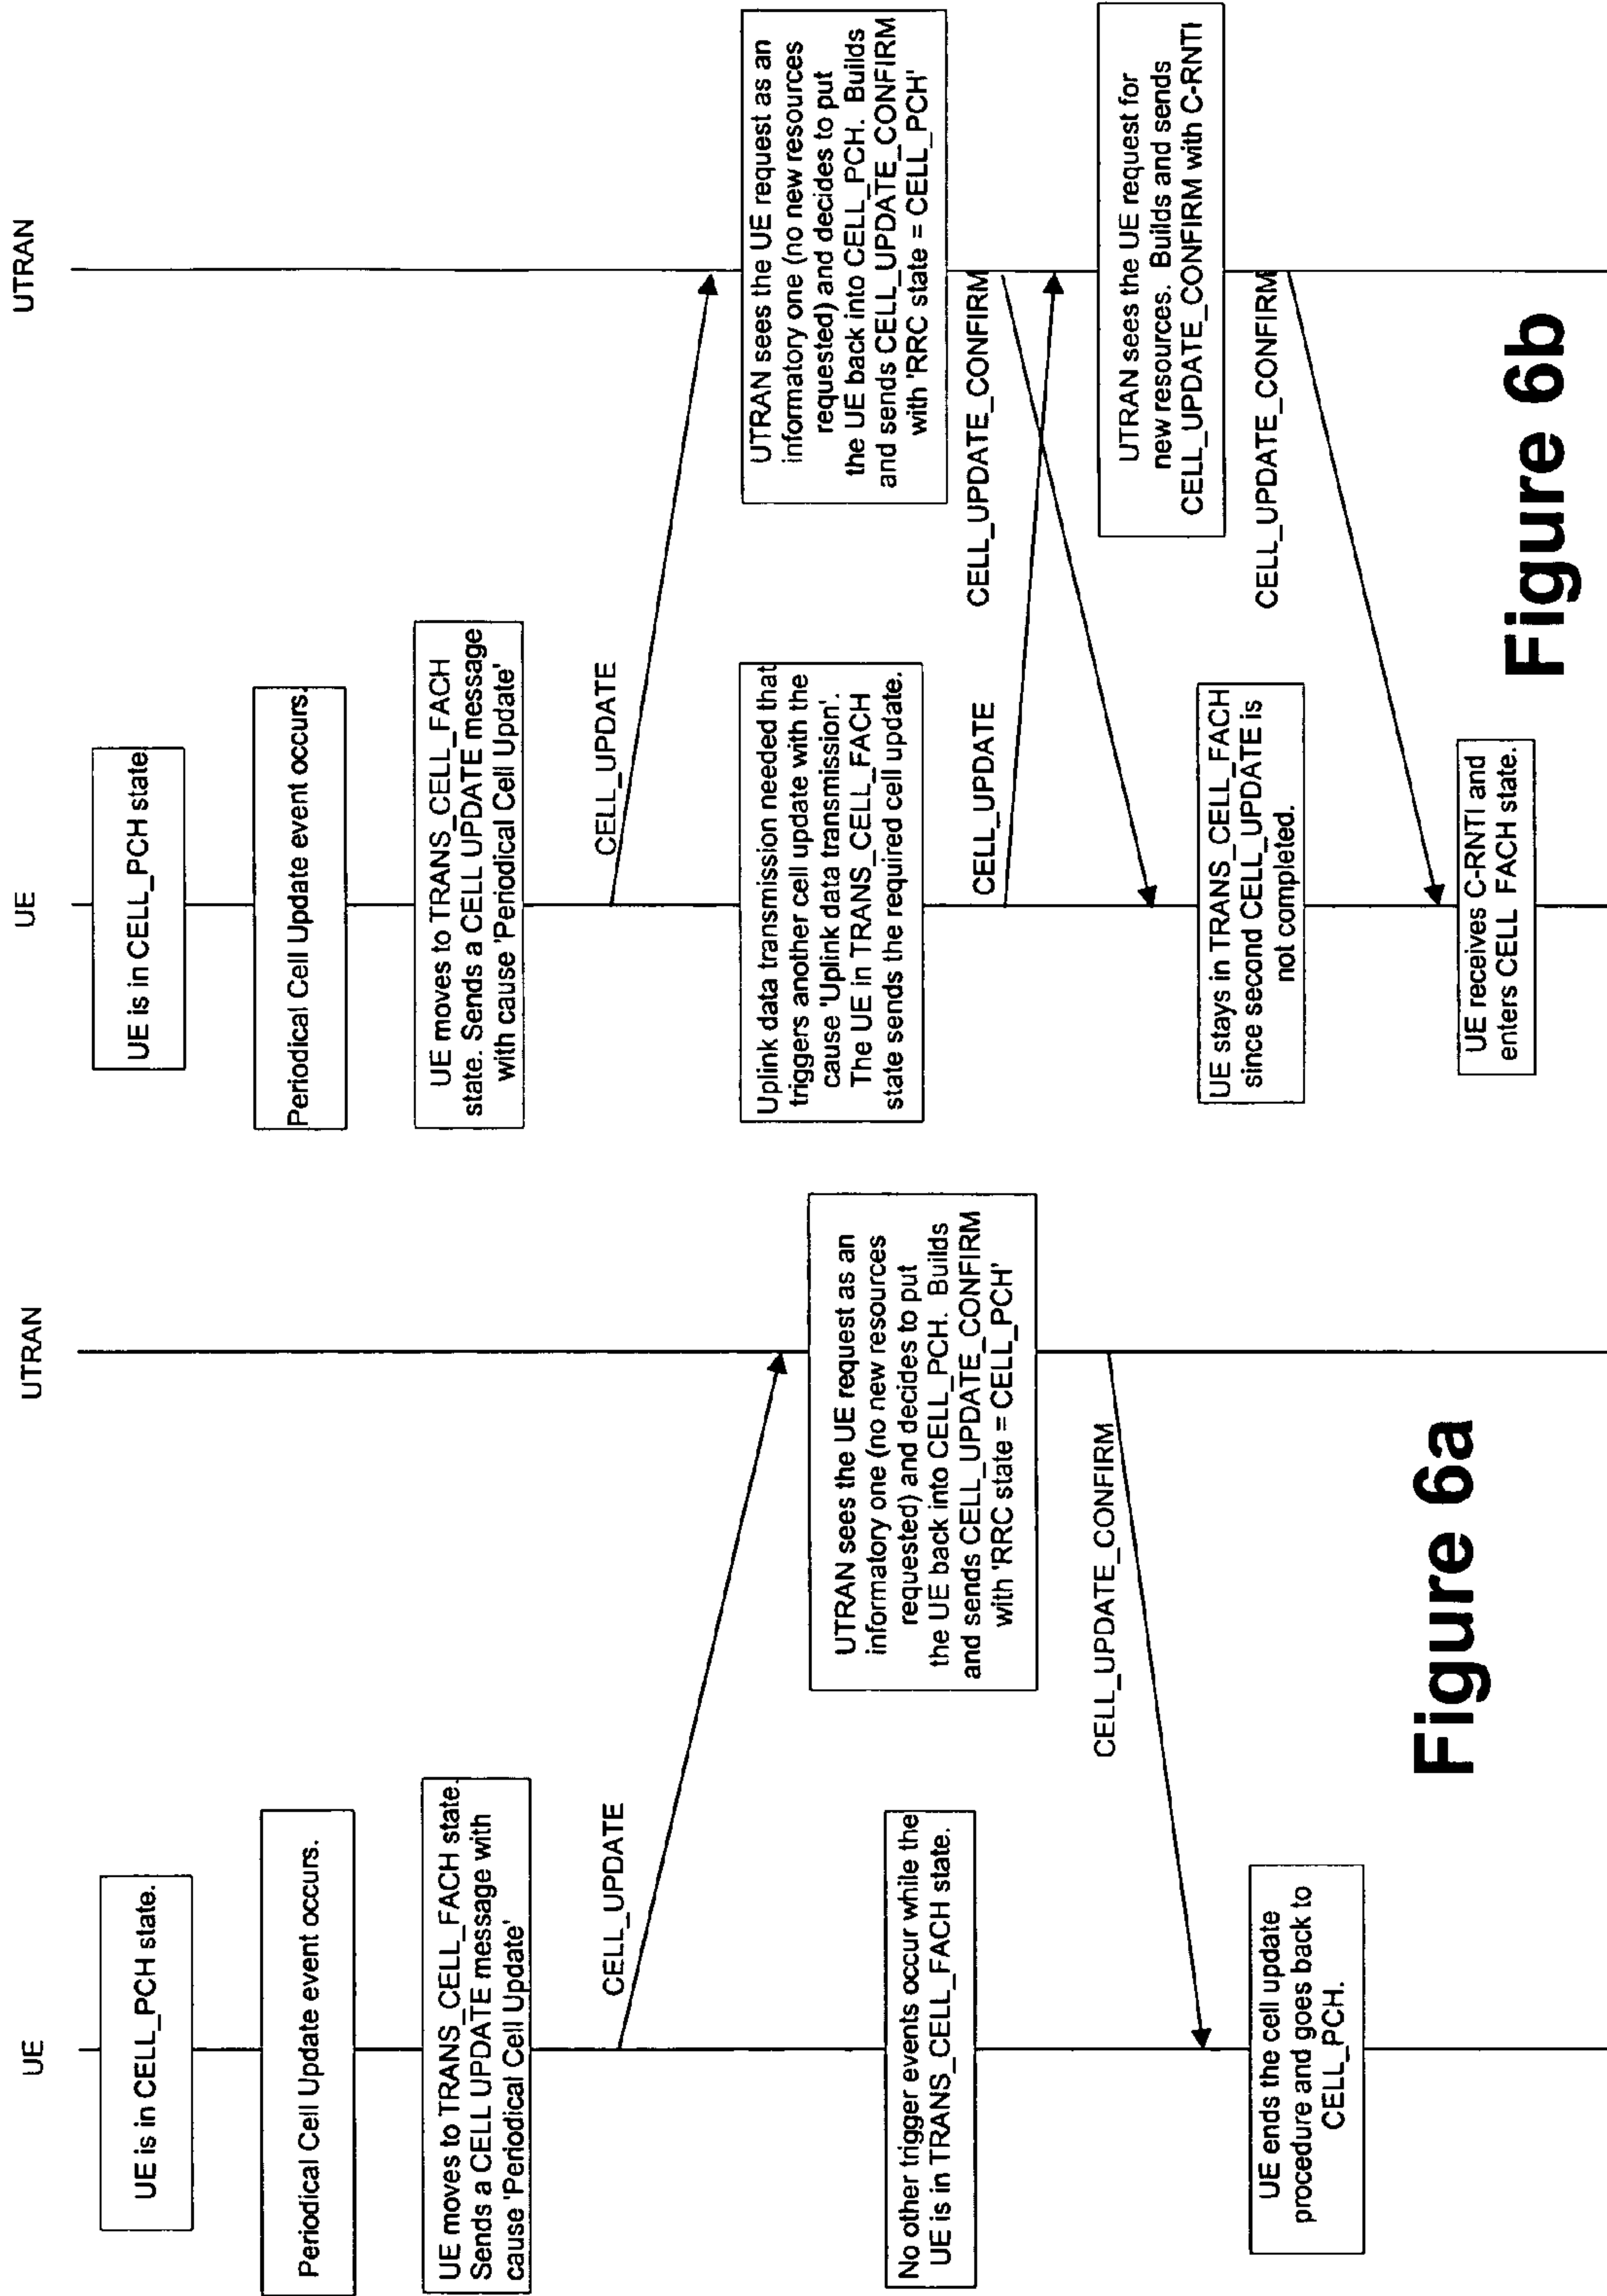 UE
UTRAN
UE is in CELL_PCH state.
Periodical Cell Update event occurs.
UE moves to TRANS_CELL_FACH state.
Sends a CELL UPDATE message with
cause 'Periodical Cell Update'
CELL_UPDATE
UTRAN sees the UE request as an
informatory one (no new resources
requested) and decides to put
the UE back into CELL_PCH. Builds
and sends CELL_UPDATE_CONFIRM
with 'RRC state = CELL_PCH'
No other trigger events occur while the
UE is in TRANS_CELL_FACH state.
CELL_UPDATE_CONFIRM
UE ends the cell update
procedure and goes back to
CELL_PCH.
Figure 6a
UE
UTRAN
UE is in CELL_PCH state
Periodical Cell Update event occurs.
UE moves to TRANS_CELL_FACH
state. Sends a CELL UPDATE message
with cause 'Periodical Cell Update'
CELL_UPDATE
UTRAN sees the UE request as an
informatory one (no new resources
requested) and decides to put
the UE back into CELL_PCH. Builds
and sends CELL_UPDATE_CONFIRM
with 'RRC state = CELL_PCH'
Uplink data transmission needed that
triggers another cell update with the
cause 'Uplink data transmission'.
The UE in TRANS_CELL_FACH
state sends the required cell update.
CELL_UPDATE
CELL_UPDATE_CONFIRM
UTRAN sees the UE request for
new resources. Builds and sends
CELL_UPDATE_CONFIRM with C-RNTI
UE stays in TRANS_CELL_FACH
since second CELL_UPDATE is
not completed.
CELL_UPDATE_CONFIRM
UE receives C-RNTI and
enters CELL FACH state.
Figure 6b